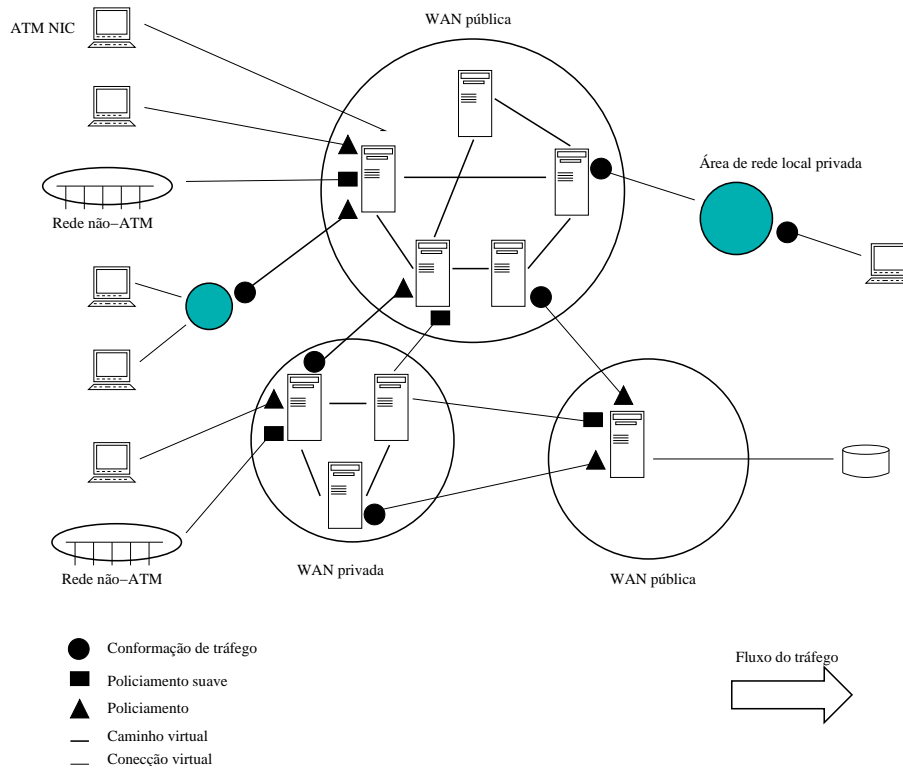 WAN pública
ATM NIC
Área de rede local privada
Rede não−ATM
Rede não−ATM
WAN privada
WAN pública
Conformação de tráfego
Policiamento suave
Policiamento
Caminho virtual
Conecção virtual
Fluxo do tráfego